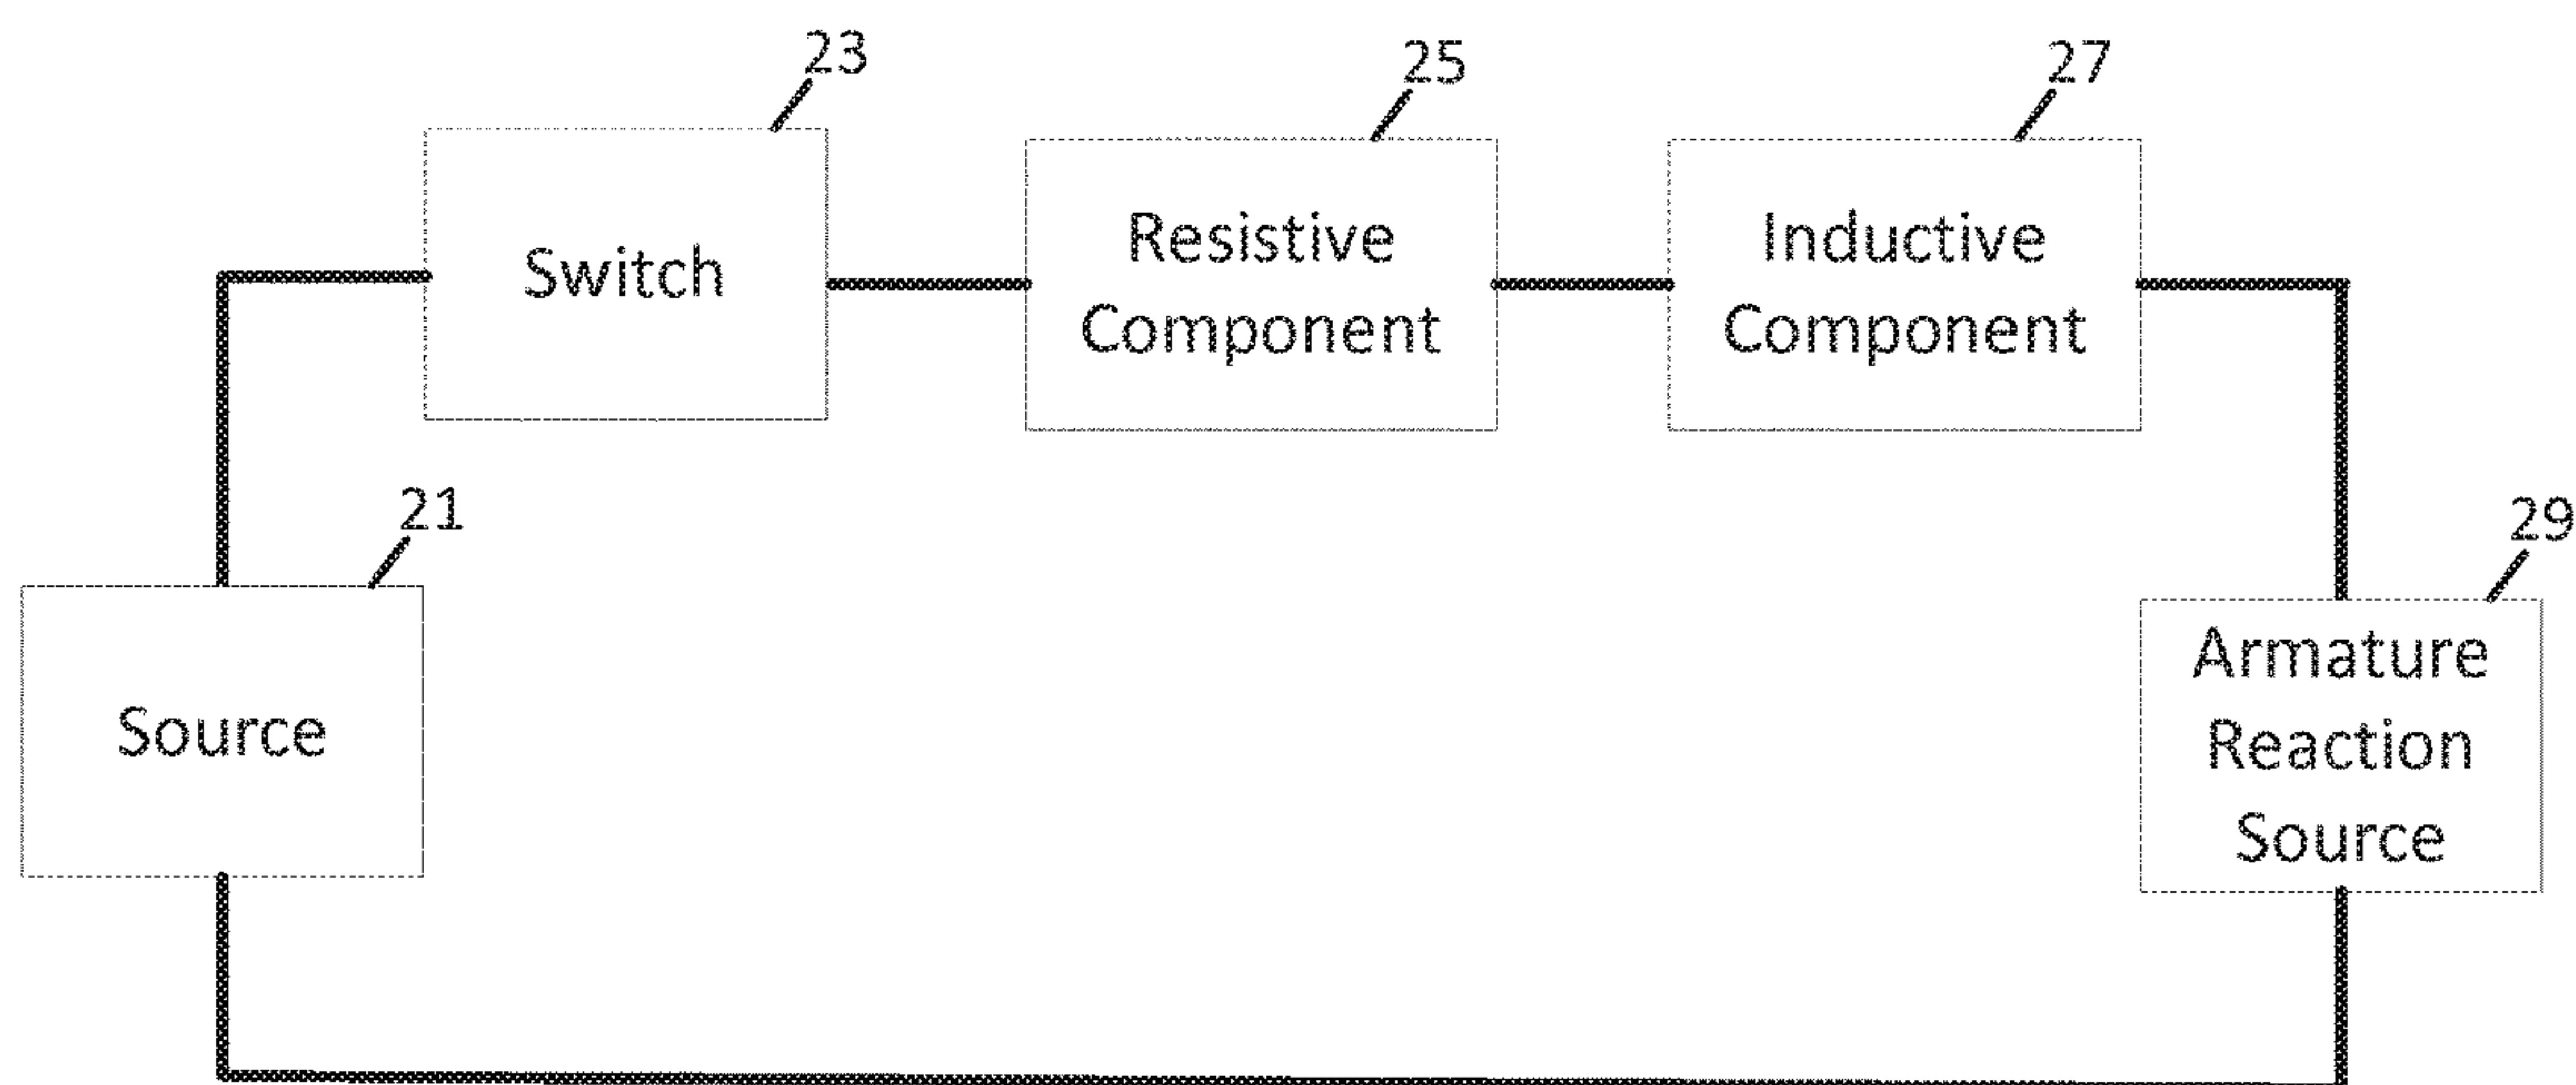 23
25
27
Switch
Resistive
Component
Inductive
Component
21
29
Source
Armature
Reaction
Source